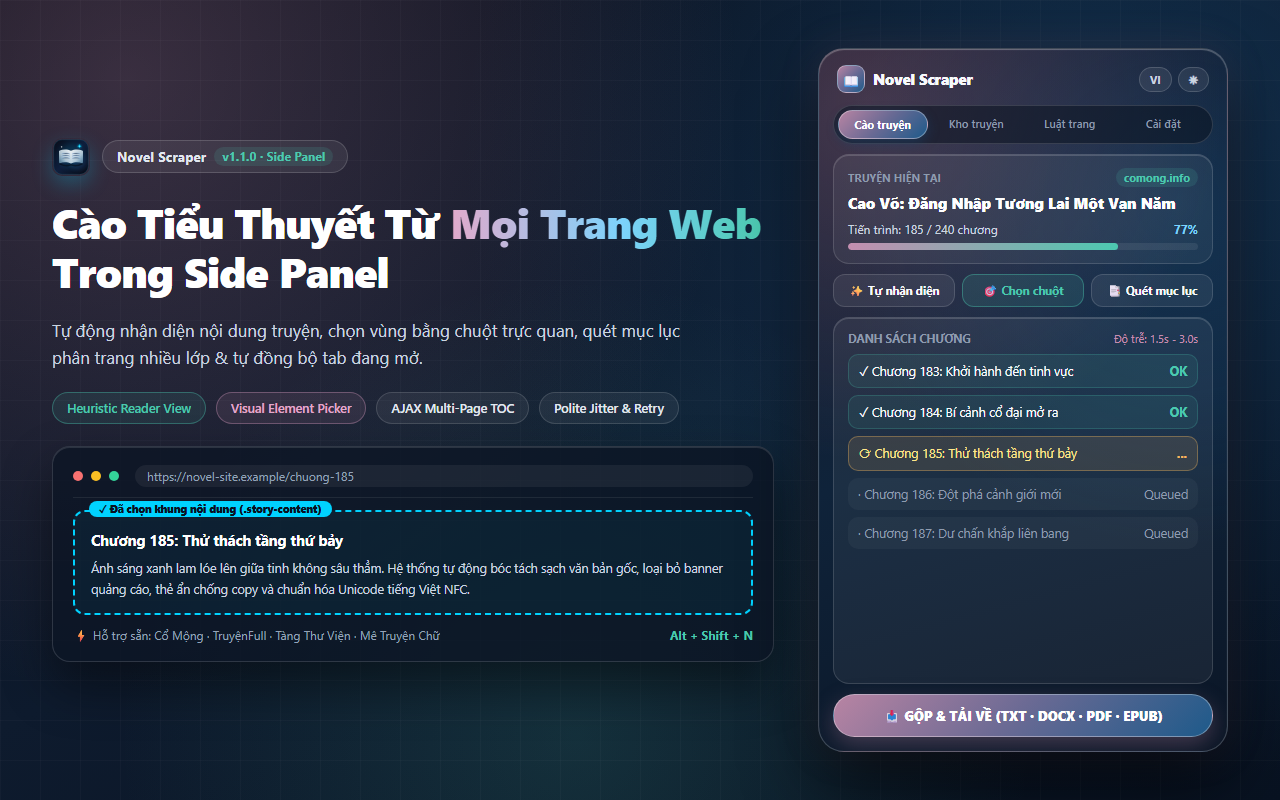 Novel Scraper v1.1.0 · Side Panel
Cào Tiểu Thuyết Từ Mọi Trang Web
Trong Side Panel
Tự động nhận diện nội dung truyện, chọn vùng bằng chuột trực quan, quét mục lục
phân trang nhiều lớp & tự đồng bộ tab đang mở.
Heuristic Reader View
Visual Element Picker
AJAX Multi-Page TOC
Polite Jitter & Retry
https://novel-site.example/chuong-185
✓ Đã chọn khung nội dung (.story-content)
Chương 185: Thử thách tầng thứ bảy
Ánh sáng xanh lam lóe lên giữa tinh không sâu thẳm. Hệ thống tự động bóc tách sạch văn bản gốc, loại bỏ banner
quảng cáo, thẻ ẩn chống copy và chuẩn hóa Unicode tiếng Việt NFC.
Hỗ trợ sẵn: Cổ Mộng · TruyệnFull · Tàng Thư Viện · Mê Truyện Chữ
Alt + Shift + N
Novel Scraper
VI
Cào truyện
Kho truyện
Luật trang
Cài đặt
TRUYỆN HIỆN TẠI
comong.info
Cao Võ: Đăng Nhập Tương Lai Một Vạn Năm
Tiến trình: 185 / 240 chương
77%
✨ Tự nhận diện
🎯 Chọn chuột
📑 Quét mục lục
DANH SÁCH CHƯƠNG
Độ trễ: 1.5s - 3.0s
✓ Chương 183: Khởi hành đến tinh vực
OK
✓ Chương 184: Bí cảnh cổ đại mở ra
OK
⟳ Chương 185: Thử thách tầng thứ bảy
...
· Chương 186: Đột phá cảnh giới mới
Queued
· Chương 187: Dư chấn khắp liên bang
Queued
📥 GỘP & TẢI VỀ (TXT · DOCX · PDF · EPUB)